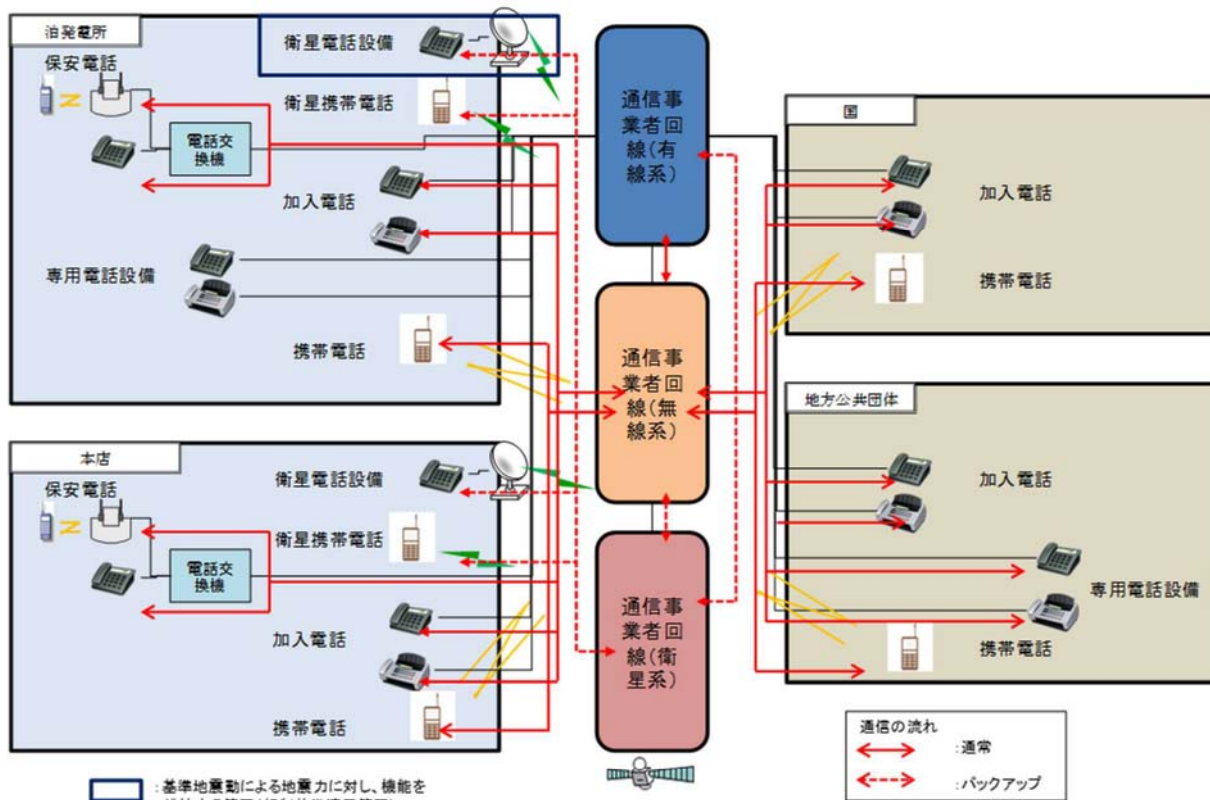 泊発電所
衛星電話設備
保安電話
衛星携帯電話
電話交
換機
加入電話
専用電話設備
携帯電話
本店
保安電話
衛星電話設備
衛星携帯電話
電話交
換機
加入電話
携帯電話
通信事
業者回
線(有
線系)
通信事
業者回
線(無
線系)
通信事
業者回
線(衛
星系)
国
加入電話
携帯電話
地方公共団体
加入電話
専用電話設備
携帯電話
通信の流れ
:通常
:バックアップ
:基準地震動による地震力に対し、機能を